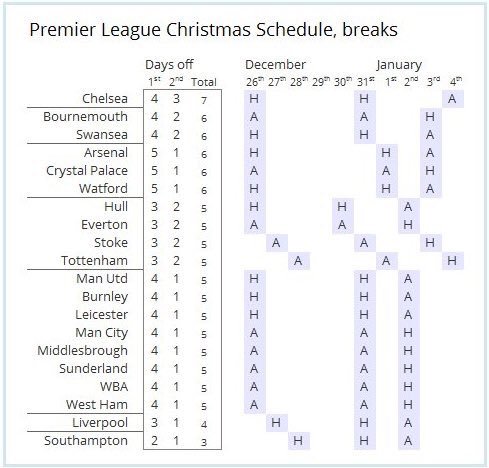 Premier League Christmas Schedule, breaks
Days off December January
1st 2nd Total 26th 27th 28th 29th 30th 31st 1st 2nd 3rd 4th
Chelsea 4 3 7 H H A
Bournemouth 4 2 6 A A H
Swansea 4 2 6 H H A
Arsenal 5 1 6 H H A
Crystal Palace 5 1 6 A A H
Watford 5 1 6 H H A
Hull 3 2 5 H H A
Everton 3 2 5 A A H
Stoke 3 2 5 A A H
Tottenham 3 2 5 A A H
Man Utd 4 1 5 H H A
Burnley 4 1 5 H H A
Leicester 4 1 5 H H A
Man City 4 1 5 A A H
Middlesbrough 4 1 5 A A H
Sunderland 4 1 5 A A H
WBA 4 1 5 A A H
West Ham 4 1 5 A A H
Liverpool 3 1 4 H H A
Southampton 2 1 3 H H A